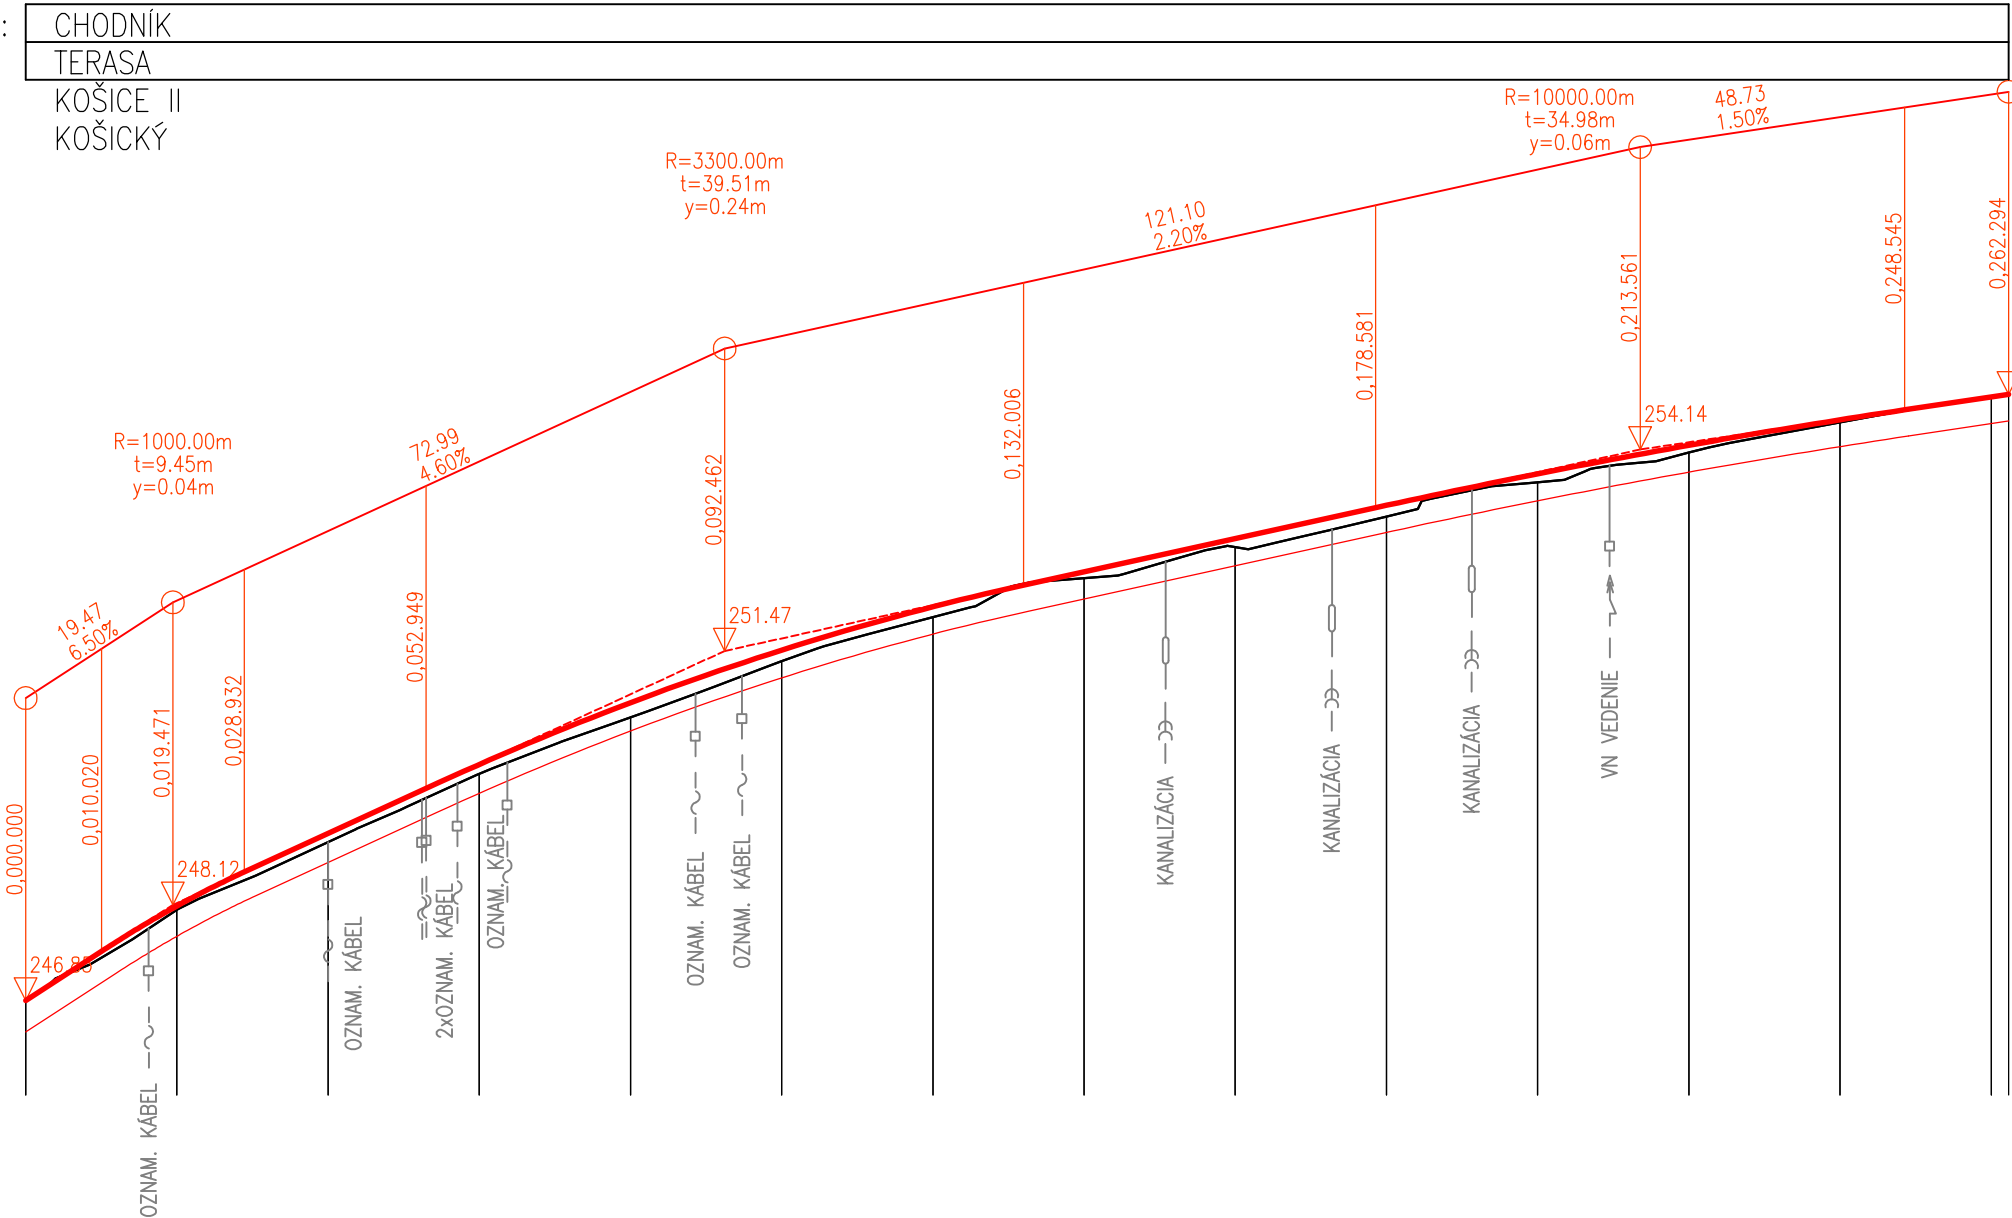 :
CHODNÍK
TERASA
KOŠICE II
KOŠICKÝ
R=10000.00m
t=34.98m
y=0.06m
48.73
1.50%
R=3300.00m
t=39.51m
y=0.24m
121.10
2.20%
0,262.294
0,248.545
0,213.561
0,178.581
0,132.006
254.14
R=1000.00m
t=9.45m
y=0.04m
72.99
4.60%
0,092.462
0,052.949
251.47
19.47
6.50%
0,028.932
0,019.471
0,010.020
0,000.000
248.12
246.85
OZNAM. KÁBEL
OZNAM. KÁBEL
2xOZNAM. KÁBEL
OZNAM. KÁBEL
OZNAM. KÁBEL
OZNAM. KÁBEL
KANALIZÁCIA
KANALIZÁCIA
KANALIZÁCIA
VN VEDENIE